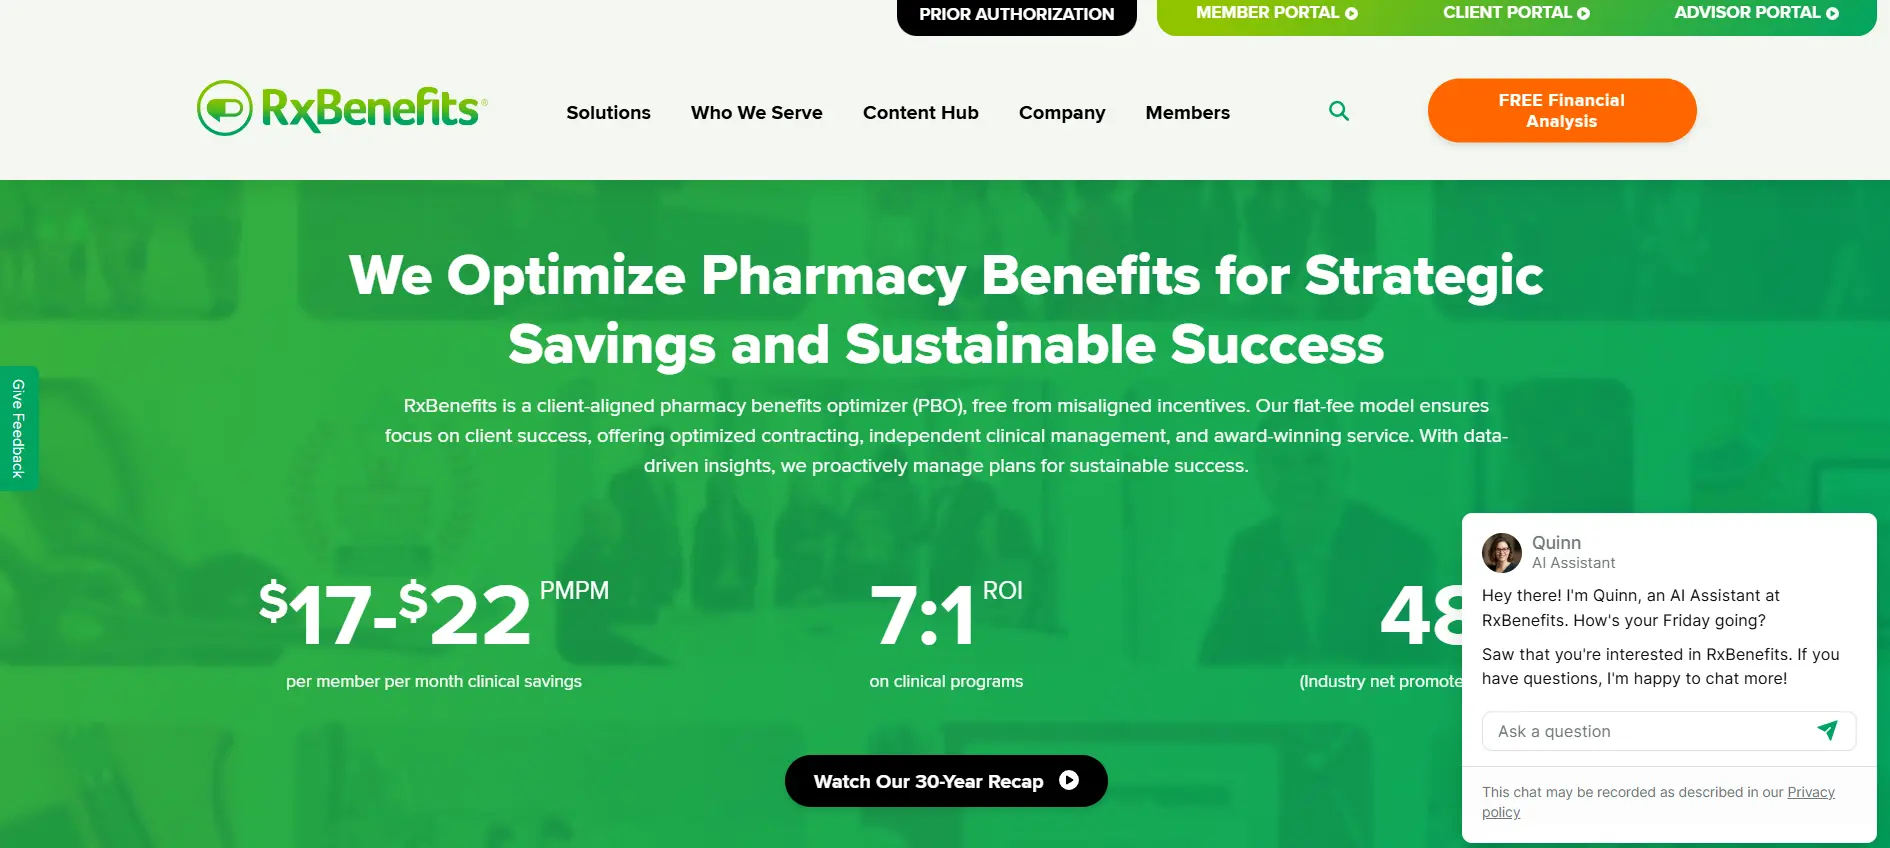 PRIOR AUTHORIZATION
MEMBER PORTAL
CLIENT PORTAL
ADVISOR PORTAL
RxBenefits®
Solutions
Who We Serve
Content Hub
Company
Members
FREE Financial
Analysis
We Optimize Pharmacy Benefits for Strategic
Savings and Sustainable Success
RxBenefits is a client-aligned pharmacy benefits optimizer (PBO), free from misaligned incentives. Our flat-fee model ensures
focus on client success, offering optimized contracting, independent clinical management, and award-winning service. With data-
driven insights, we proactively manage plans for sustainable success.
Give Feedback
$17-$22 PMPM
per member per month clinical savings
7:1 ROI
on clinical programs
48
(Industry net promote
Watch Our 30-Year Recap
Quinn
AI Assistant
Hey there! I'm Quinn, an AI Assistant at
RxBenefits. How's your Friday going?
Saw that you're interested in RxBenefits. If you
have questions, I'm happy to chat more!
Ask a question
This chat may be recorded as described in our Privacy
policy